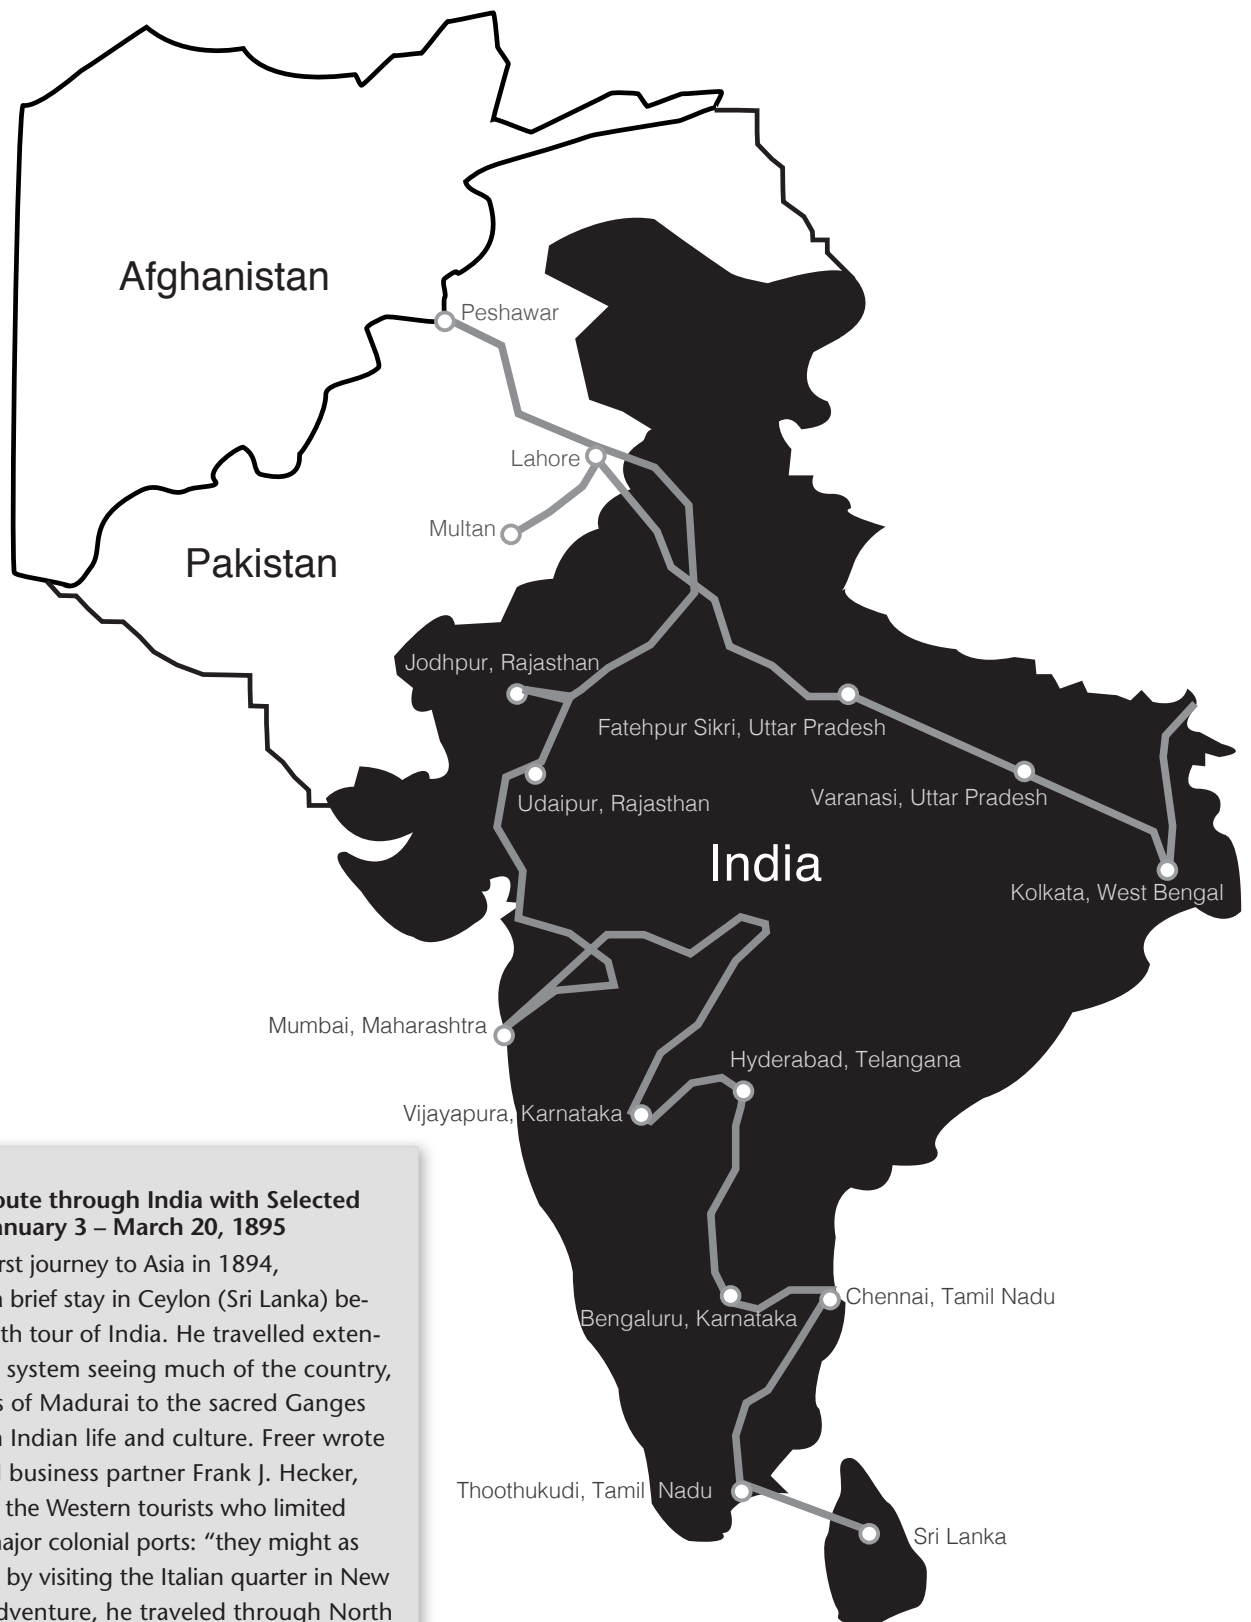 Afghanistan
Peshawar
Lahore
Multan
Pakistan
Jodhpur, Rajasthan
Fatehpur Sikri, Uttar Pradesh
Udaipur, Rajasthan
Varanasi, Uttar Pradesh
India
Kolkata, West Bengal
Mumbai, Maharashtra
Hyderabad, Telangana
Vijayapura, Karnataka
Bengaluru, Karnataka
Chennai, Tamil Nadu
Thoothukudi, Tamil Nadu
Sri Lanka
oute through India with Selected
anuary 3 – March 20, 1895
rst journey to Asia in 1894,
a brief stay in Ceylon (Sri Lanka) be-
th tour of India. He travelled exten-
system seeing much of the country,
s of Madurai to the sacred Ganges
n Indian life and culture. Freer wrote
l business partner Frank J. Hecker,
the Western tourists who limited
najor colonial ports: “they might as
by visiting the Italian quarter in New
dventure, he traveled through North